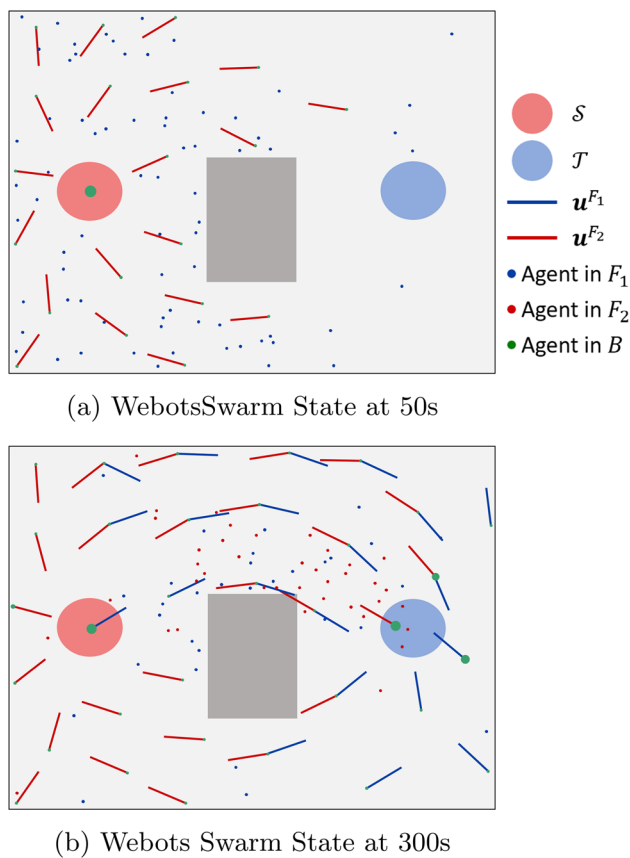 𝒮
𝒯
𝒖^{F_1}
𝒖^{F_2}
Agent in F_1
Agent in F_2
Agent in B
(a) WebotsSwarm State at 50s
(b) Webots Swarm State at 300s